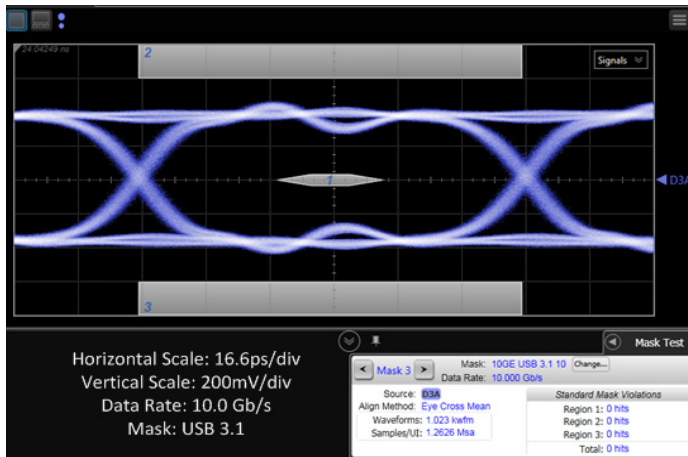 24.04249 ns
2
Signals
1
D3A
3
Mask Test
Horizontal Scale: 16.6ps/div
Vertical Scale: 200mV/div
Data Rate: 10.0 Gb/s
Mask: USB 3.1
Mask 3
Mask: 10GE USB 3.1 10 Change...
Data Rate: 10.000 Gb/s
Source: D3A
Align Method: Eye Cross Mean
Waveforms: 1.023 kwfm
Samples/UI: 1.2626 Msa
Standard Mask Violations
Region 1: 0 hits
Region 2: 0 hits
Region 3: 0 hits
Total: 0 hits